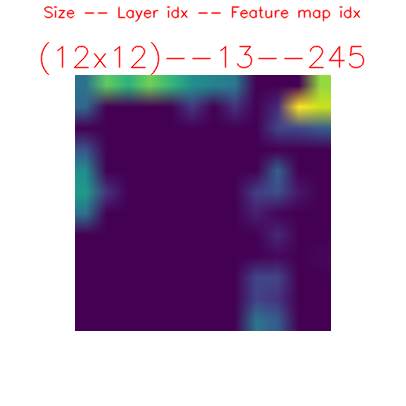 Size -- Layer idx -- Feature map idx
(12x12)--13--245